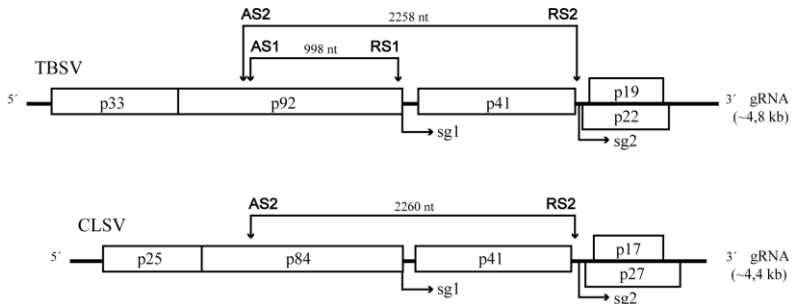 AS2 2258 nt RS2
AS1 998 nt RS1
TBSV
5´ p33 p92 p41 p19 3´ gRNA
p22 (~4,8 kb)
sg1 sg2
AS2 2260 nt RS2
CLSV
5´ p25 p84 p41 p17 3´ gRNA
p27 (~4,4 kb)
sg1 sg2